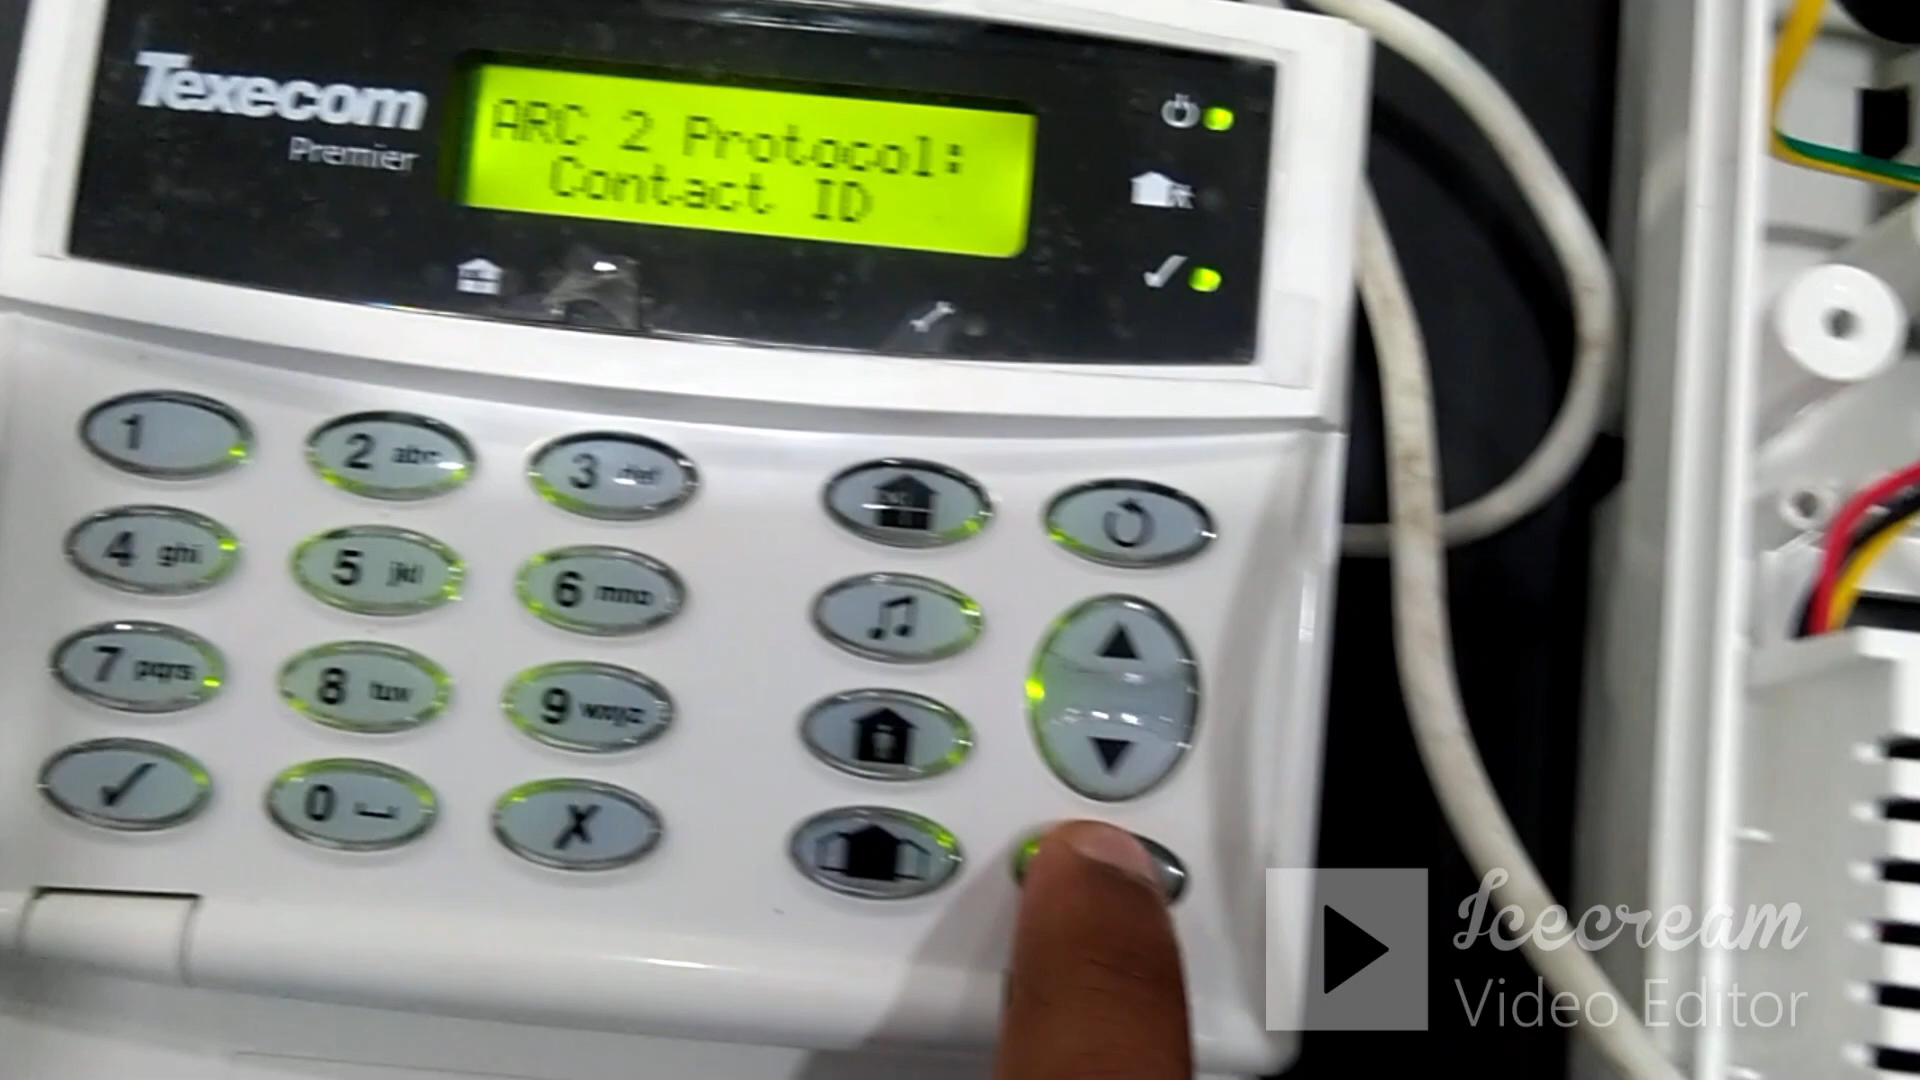 Texecom
Premier
ARC 2 Protocol:
Contact ID
1
2 abc
3 def
4 ghi
5 jkl
6 mno
7 pqrs
8 tuv
9 wxyz
0
Icecream
Video Editor